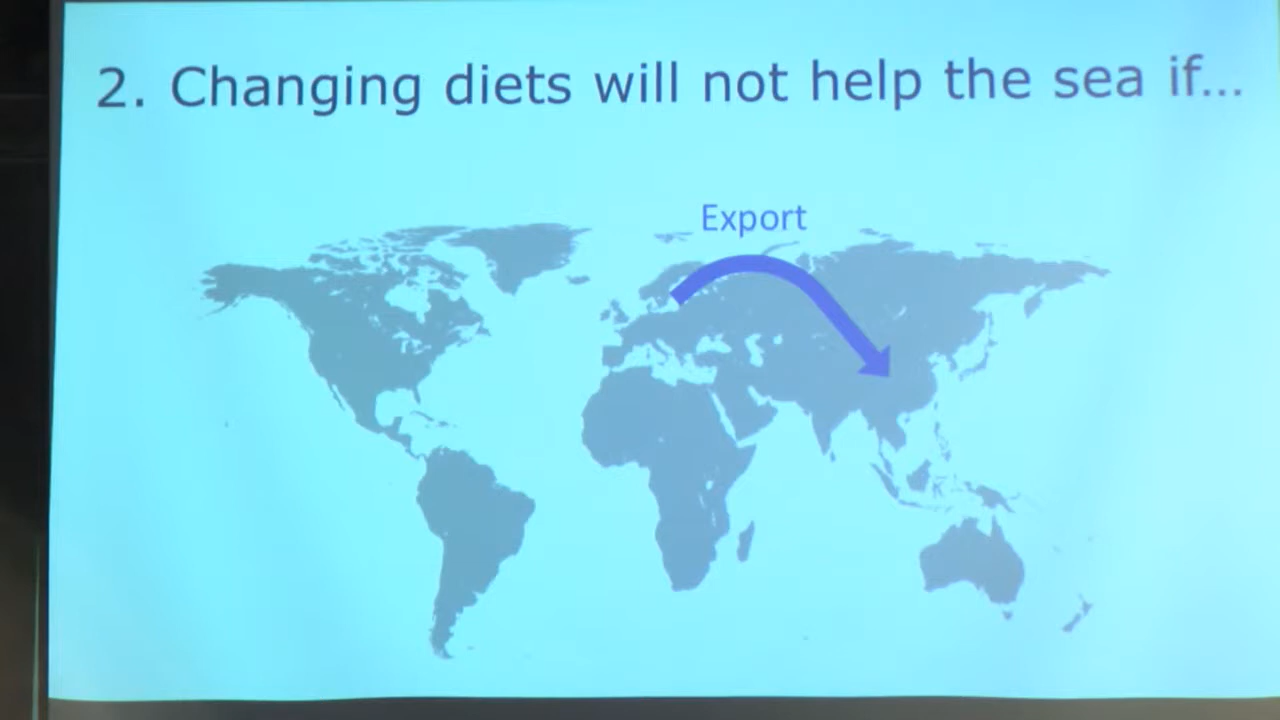 2. Changing diets will not help the sea if...
Export